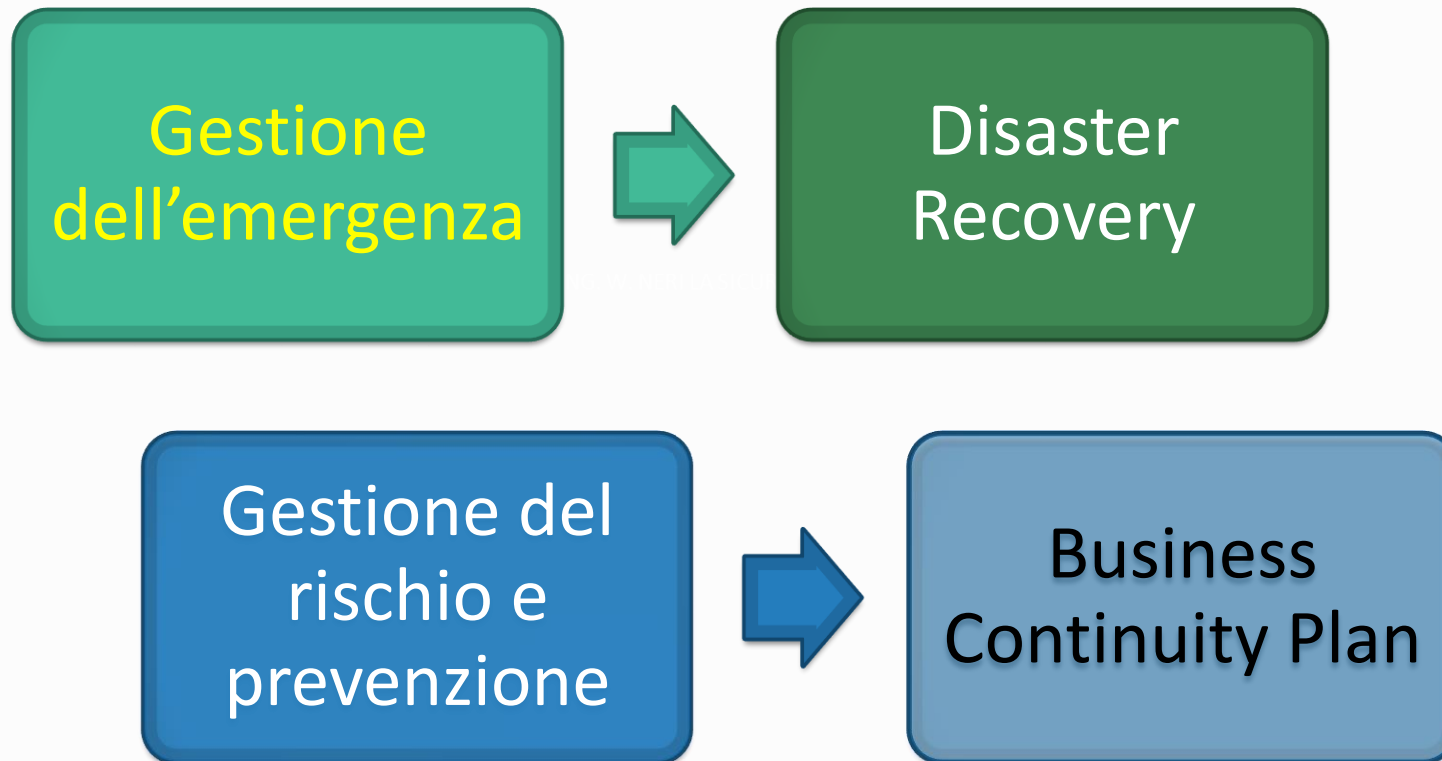 Gestione
dell’emergenza
Disaster
Recovery
Gestione del
rischio e
prevenzione
Business
Continuity Plan